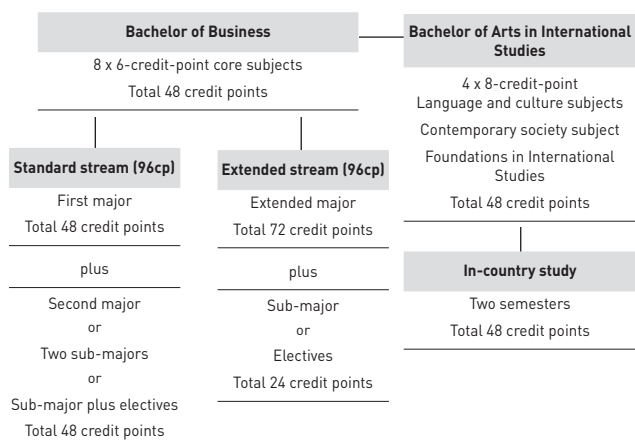 Bachelor of Business
8 x 6-credit-point core subjects
Total 48 credit points
Standard stream (96cp)
First major
Total 48 credit points
plus
Second major
or
Two sub-majors
or
Sub-major plus electives
Total 48 credit points
Extended stream (96cp)
Extended major
Total 72 credit points
plus
Sub-major
or
Electives
Total 24 credit points
Bachelor of Arts in International
Studies
4 x 8-credit-point
Language and culture subjects
Contemporary society subject
Foundations in International
Studies
Total 48 credit points
In-country study
Two semesters
Total 48 credit points